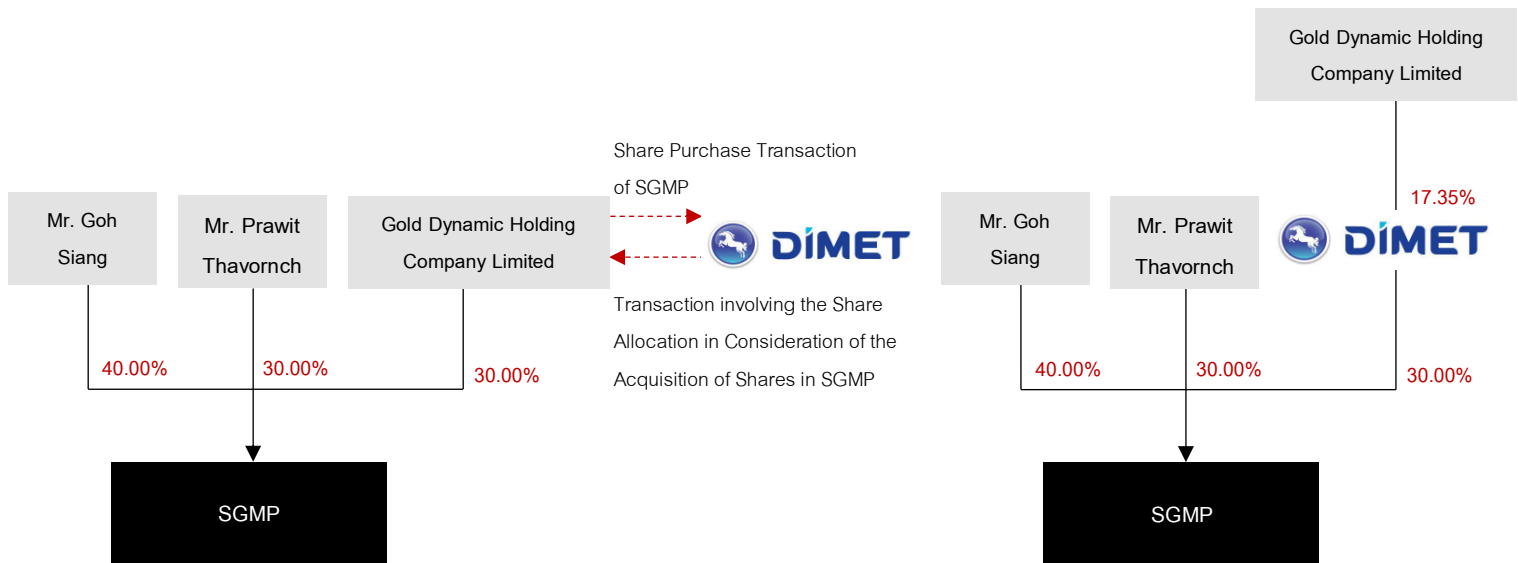 Gold Dynamic Holding
Company Limited
Share Purchase Transaction
of SGMP
17.35%
Mr. Goh
Siang
Mr. Prawit
Thavornch
Gold Dynamic Holding
Company Limited
DÍMET
Mr. Goh
Siang
Mr. Prawit
Thavornch
DÍMET
Transaction involving the Share
Allocation in Consideration of the
Acquisition of Shares in SGMP
40.00%
30.00%
30.00%
40.00%
30.00%
30.00%
SGMP
SGMP